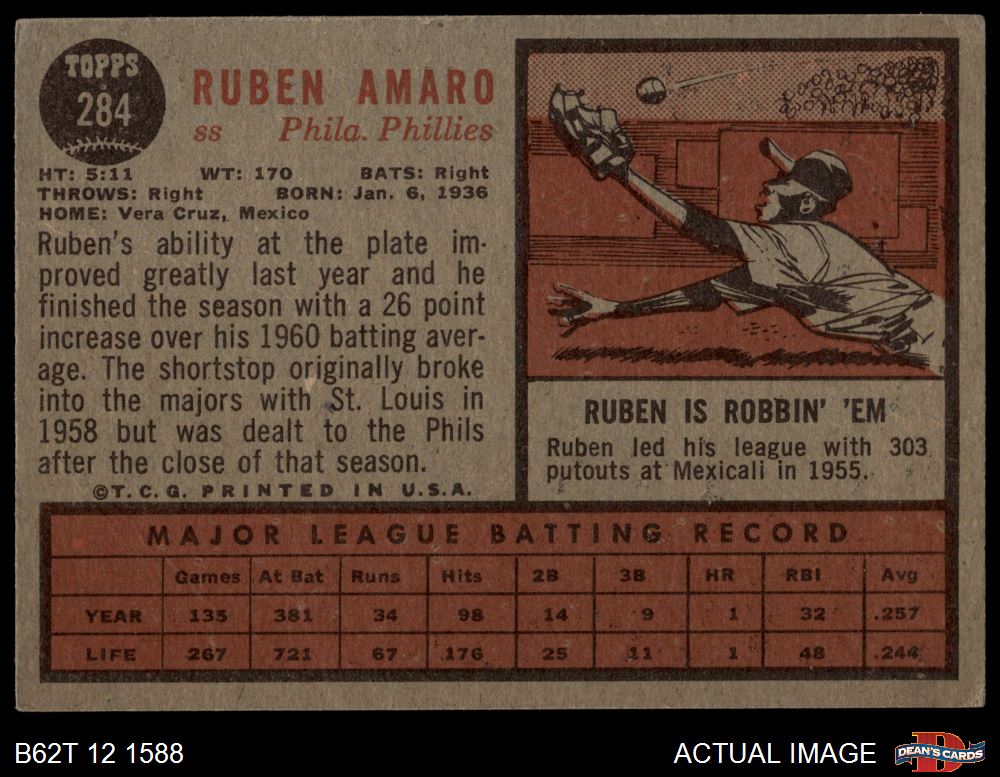 TOPPS
284
RUBEN AMARO
ss Phila. Phillies
HT: 5:11 WT: 170 BATS: Right
THROWS: Right BORN: Jan. 6, 1936
HOME: Vera Cruz, Mexico
Ruben's ability at the plate im-
proved greatly last year and he
finished the season with a 26 point
increase over his 1960 batting aver-
age. The shortstop originally broke
into the majors with St. Louis in
1958 but was dealt to the Phils
after the close of that season.
©T.C.G. PRINTED IN U.S.A.
RUBEN IS ROBBIN' 'EM
Ruben led his league with 303
putouts at Mexicali in 1955.
MAJOR LEAGUE BATTING RECORD
Games At Bat Runs Hits 2B 3B HR RBI Avg
YEAR 135 381 34 98 14 9 1 32 .257
LIFE 267 721 67 176 25 11 1 48 .244
B62T 12 1588
ACTUAL IMAGE
D
DEAN'S CARDS